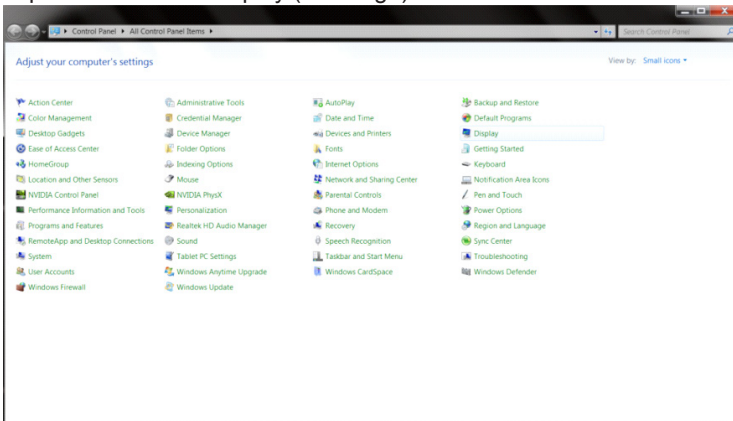 Control Panel ▸ All Control Panel Items ▸
Search Control Panel
Adjust your computer's settings
View by: Small icons
Action Center
Administrative Tools
AutoPlay
Backup and Restore
Color Management
Credential Manager
Date and Time
Default Programs
Desktop Gadgets
Device Manager
Devices and Printers
Display
Ease of Access Center
Folder Options
Fonts
Getting Started
HomeGroup
Indexing Options
Internet Options
Keyboard
Location and Other Sensors
Mouse
Network and Sharing Center
Notification Area Icons
NVIDIA Control Panel
NVIDIA PhysX
Parental Controls
Pen and Touch
Performance Information and Tools
Personalization
Phone and Modem
Power Options
Programs and Features
Realtek HD Audio Manager
Recovery
Region and Language
RemoteApp and Desktop Connections
Sound
Speech Recognition
Sync Center
System
Tablet PC Settings
Taskbar and Start Menu
Troubleshooting
User Accounts
Windows Anytime Upgrade
Windows CardSpace
Windows Defender
Windows Firewall
Windows Update